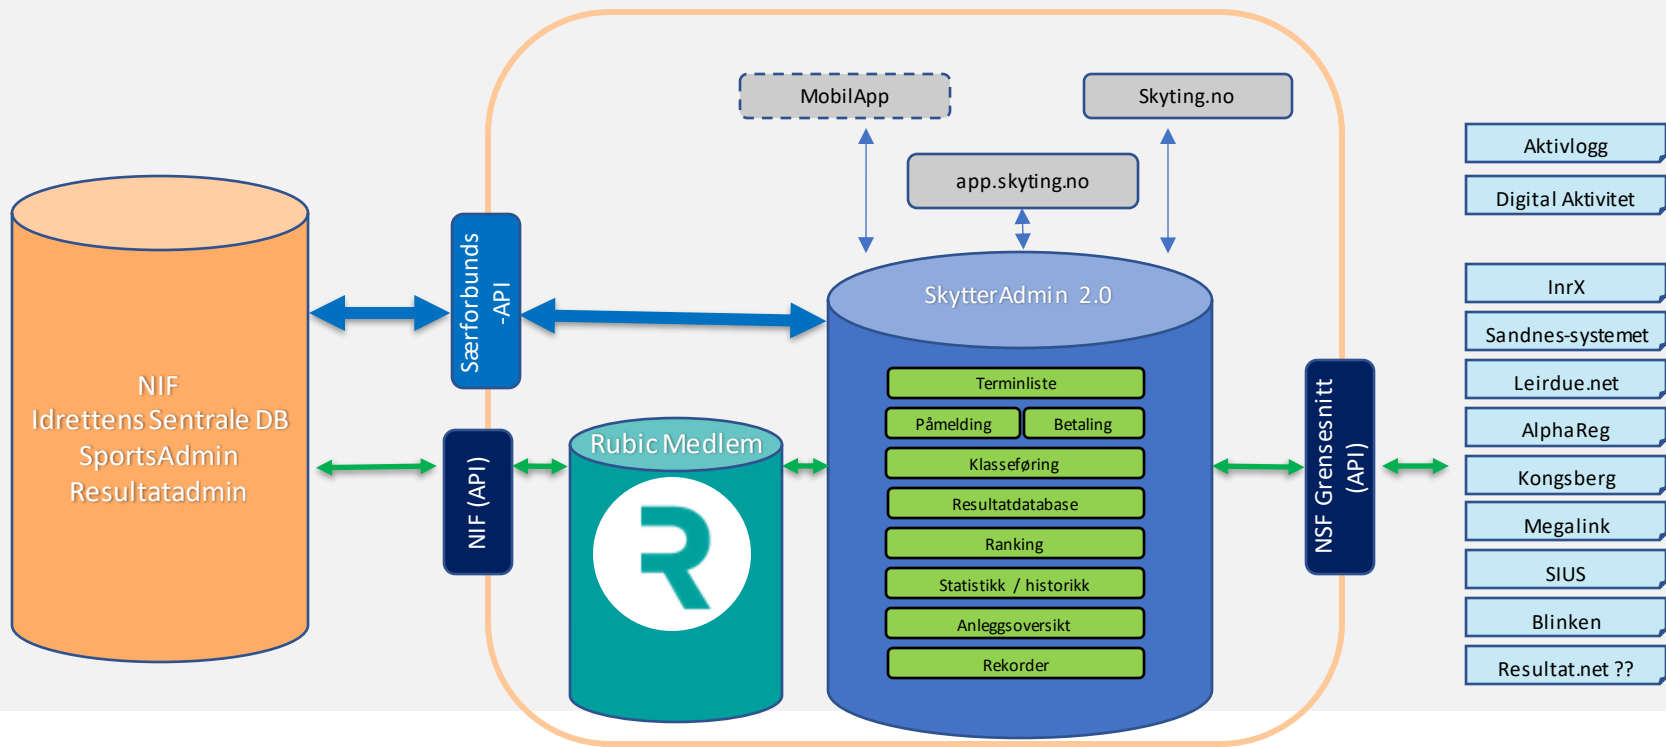 MobilApp
Skyting.no
app.skyting.no
Aktivlogg
Digital Aktivitet
InrX
Sandnes-systemet
Leirdue.net
AlphaReg
Kongsberg
Megalink
SIUS
Blinken
Resultat.net ??
NIF
Idrettens Sentrale DB
SportsAdmin
Resultatadmin
Særforbunds
-API
NIF (API)
Rubic Medlem
R
SkytterAdmin 2.0
Terminliste
Påmelding
Betaling
Klasseføring
Resultatdatabase
Ranking
Statistikk / historikk
Anleggsoversikt
Rekorder
NSF Grensesnitt
(API)